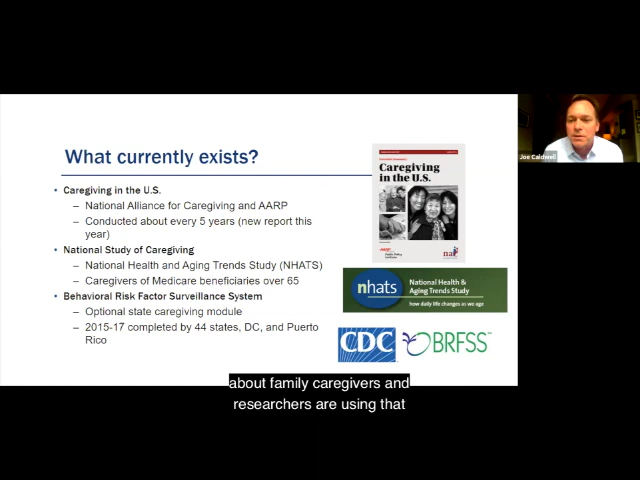 What currently exists?
• Caregiving in the U.S.
– National Alliance for Caregiving and AARP
– Conducted about every 5 years (new report this
year)
• National Study of Caregiving
– National Health and Aging Trends Study (NHATS)
– Caregivers of Medicare beneficiaries over 65
• Behavioral Risk Factor Surveillance System
– Optional state caregiving module
– 2015-17 completed by 44 states, DC, and Puerto
Rico
Caregiving
in the U.S.
nhats
National Health &
Aging Trends Study
how daily life changes as we age
CDC
BRFSS
Joe Caldwell
about family caregivers and
researchers are using that